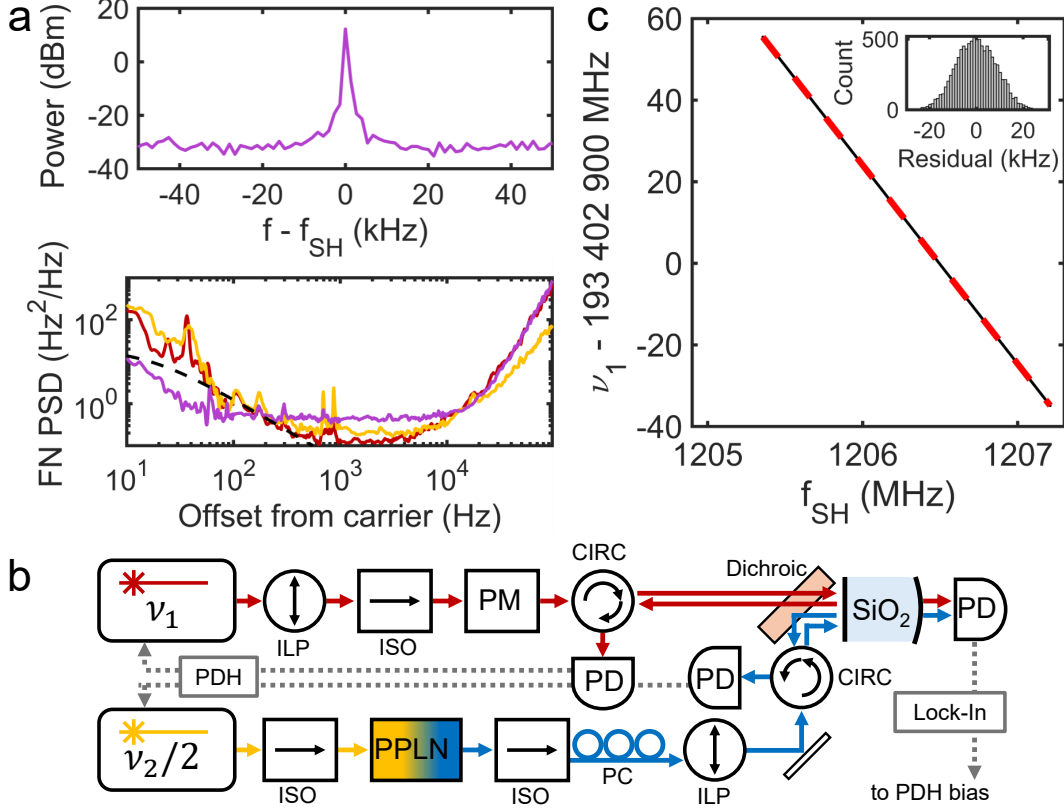 a
Power (dBm)
20
0
-20
-40
-40
-20
0
20
40
f - f_SH (kHz)
FN PSD (Hz²/Hz)
10²
10⁰
10¹
10²
10³
10⁴
Offset from carrier (Hz)
c
ν₁ - 193 402 900 MHz
60
40
20
0
-20
-40
1205
1206
1207
f_SH (MHz)
Count
500
0
-20
0
20
Residual (kHz)
b
ν₁
ILP
ISO
PM
CIRC
Dichroic
SiO₂
PD
PDH
PD
PD
CIRC
Lock-In
ν₂/2
ISO
PPLN
ISO
PC
ILP
to PDH bias